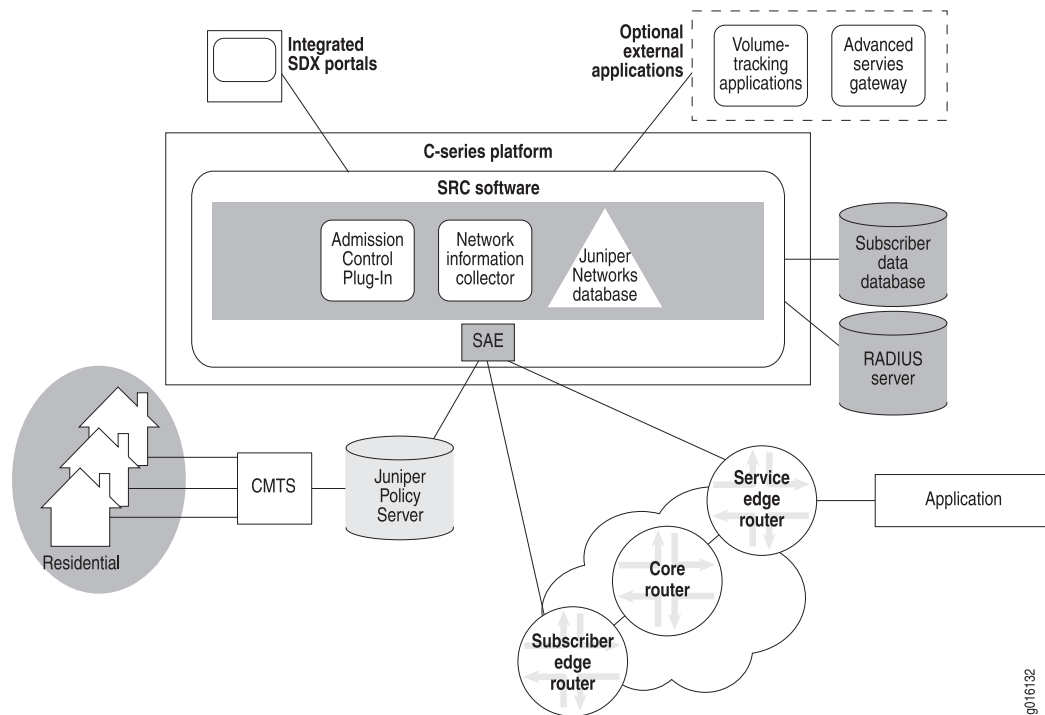 Integrated
SDX portals
Optional
external
applications
Volume-
tracking
applications
Advanced
servies
gateway
C-series platform
SRC software
Admission
Control
Plug-In
Network
information
collector
Juniper
Networks
database
Subscriber
data
database
SAE
RADIUS
server
Residential
CMTS
Juniper
Policy
Server
Service
edge
router
Application
Core
router
Subscriber
edge
router
g016132